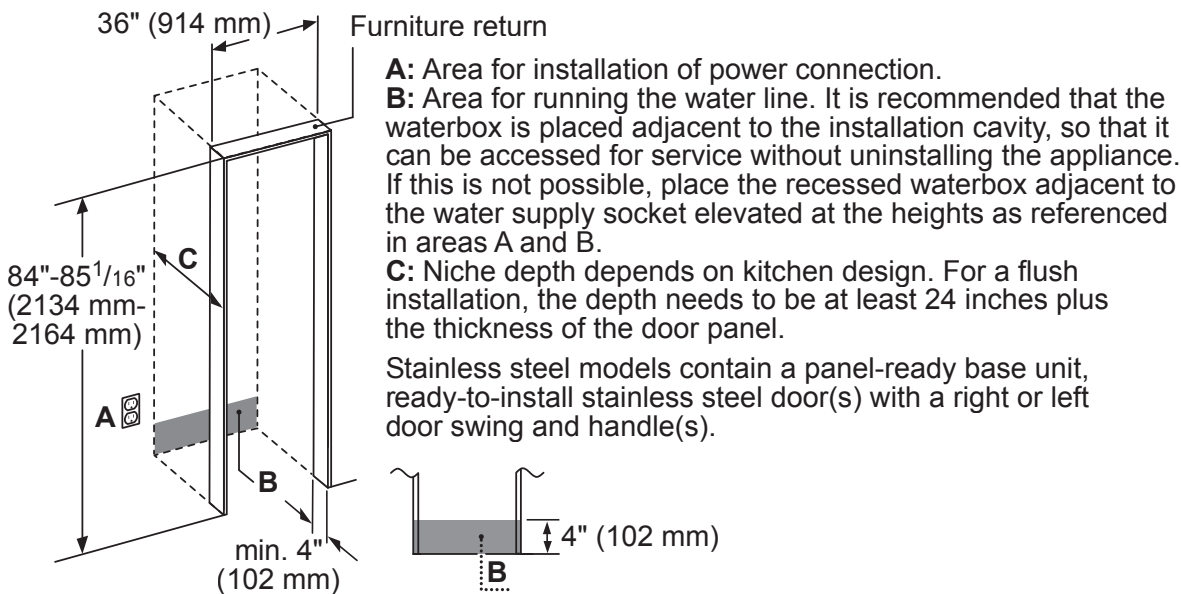 36" (914 mm)
Furniture return
A: Area for installation of power connection.
B: Area for running the water line. It is recommended that the
waterbox is placed adjacent to the installation cavity, so that it
can be accessed for service without uninstalling the appliance.
If this is not possible, place the recessed waterbox adjacent to
the water supply socket elevated at the heights as referenced
in areas A and B.
C: Niche depth depends on kitchen design. For a flush
installation, the depth needs to be at least 24 inches plus
the thickness of the door panel.
Stainless steel models contain a panel-ready base unit,
ready-to-install stainless steel door(s) with a right or left
door swing and handle(s).
C
84"-85 1/16"
(2134 mm-
2164 mm)
A
B
min. 4"
(102 mm)
4" (102 mm)
B